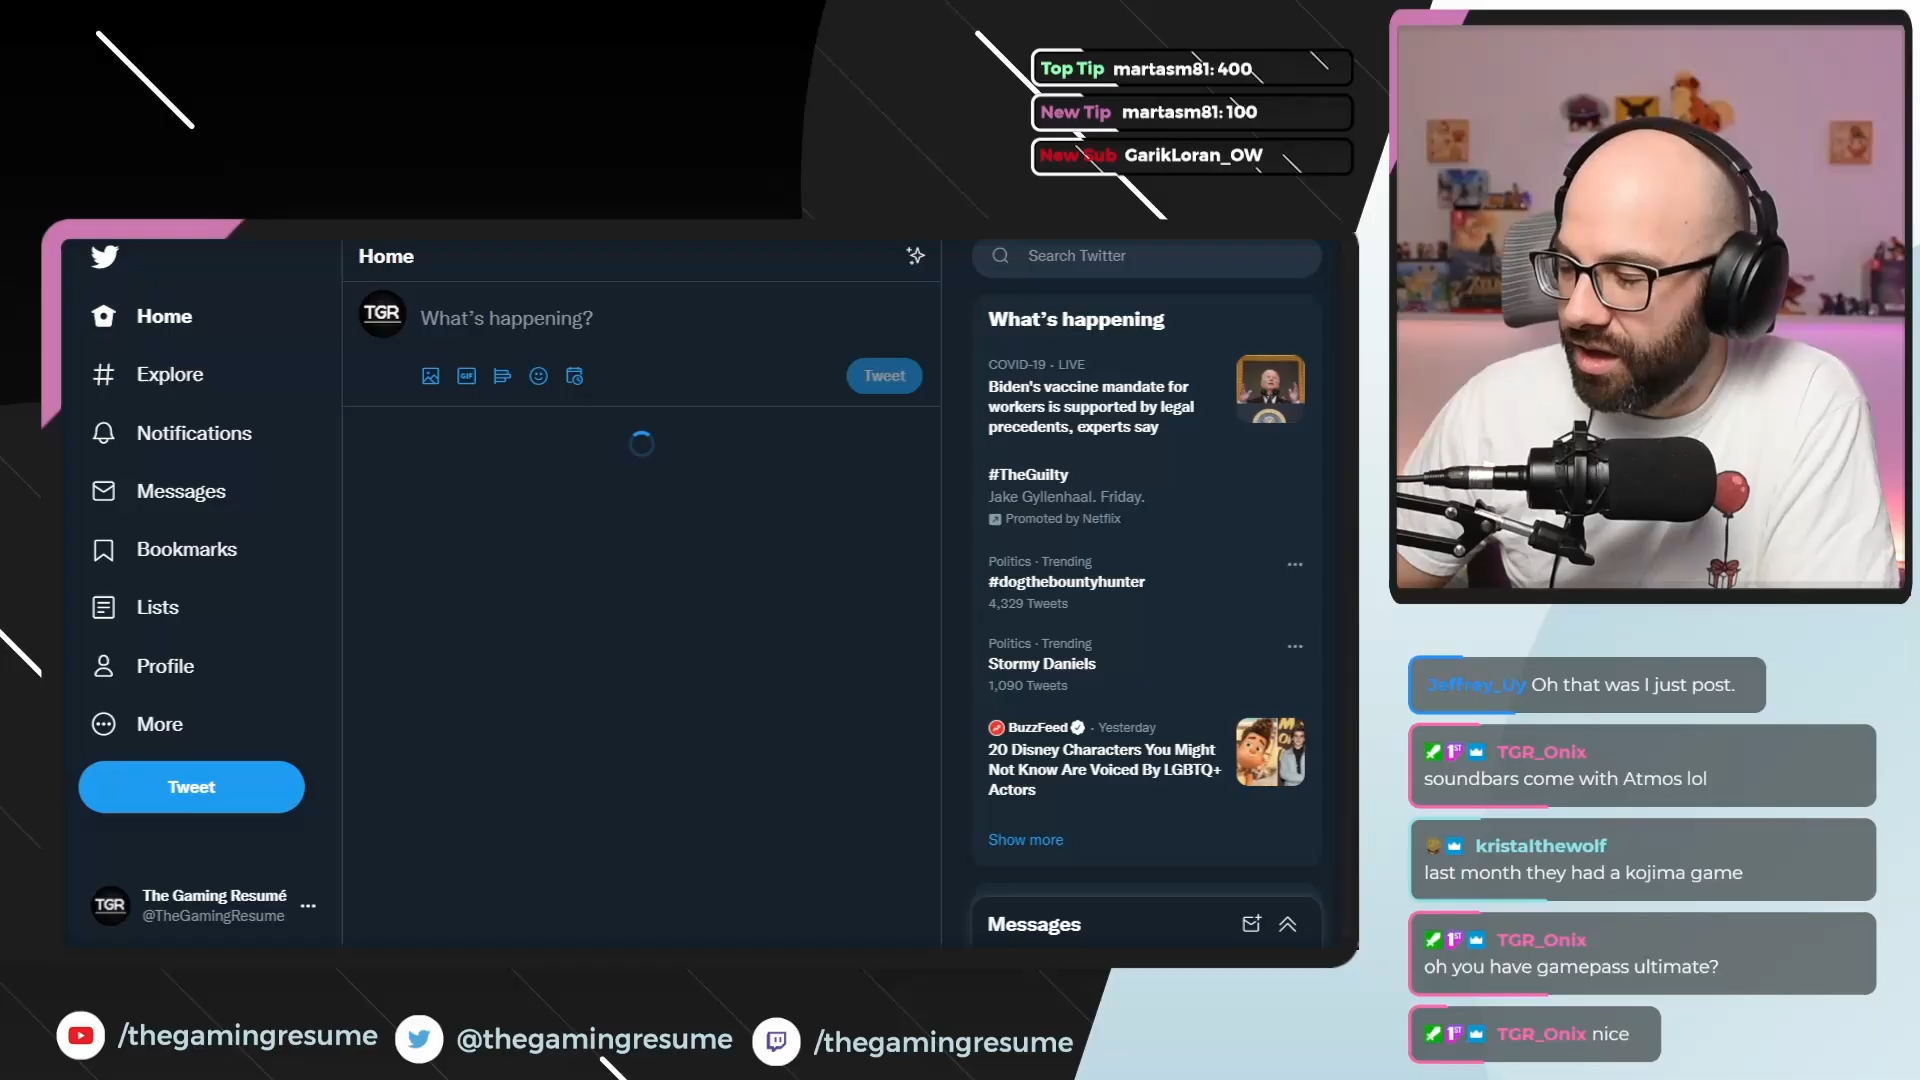 Top Tip martasm81: 400
New Tip martasm81: 100
New Sub GarikLoran_OW
Home
Explore
Notifications
Messages
Bookmarks
Lists
Profile
More
Tweet
TGR
The Gaming Resumé
@TheGamingResume
Home
TGR
What's happening?
GIF
Tweet
Search Twitter
What's happening
COVID-19 · LIVE
Biden's vaccine mandate for
workers is supported by legal
precedents, experts say
#TheGuilty
Jake Gyllenhaal. Friday.
Promoted by Netflix
Politics · Trending
#dogthebountyhunter
4,329 Tweets
Politics · Trending
Stormy Daniels
1,090 Tweets
BuzzFeed · Yesterday
20 Disney Characters You Might
Not Know Are Voiced By LGBTQ+
Actors
Show more
Messages
Jeffrey_Uy Oh that was I just post.
1ST TGR_Onix
soundbars come with Atmos lol
kristalthewolf
last month they had a kojima game
1ST TGR_Onix
oh you have gamepass ultimate?
1ST TGR_Onix nice
/thegamingresume
@thegamingresume
/thegamingresume